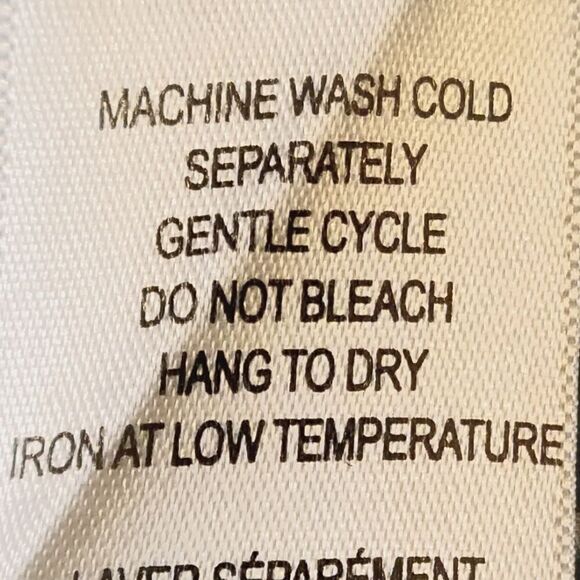 MACHINE WASH COLD
SEPARATELY
GENTLE CYCLE
DO NOT BLEACH
HANG TO DRY
IRON AT LOW TEMPERATURE
LAVER SÉPARÉMENT